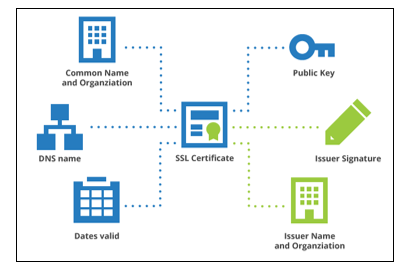 Common Name
and Organziation
Public Key
DNS name
SSL Certificate
Issuer Signature
Dates valid
Issuer Name
and Organziation